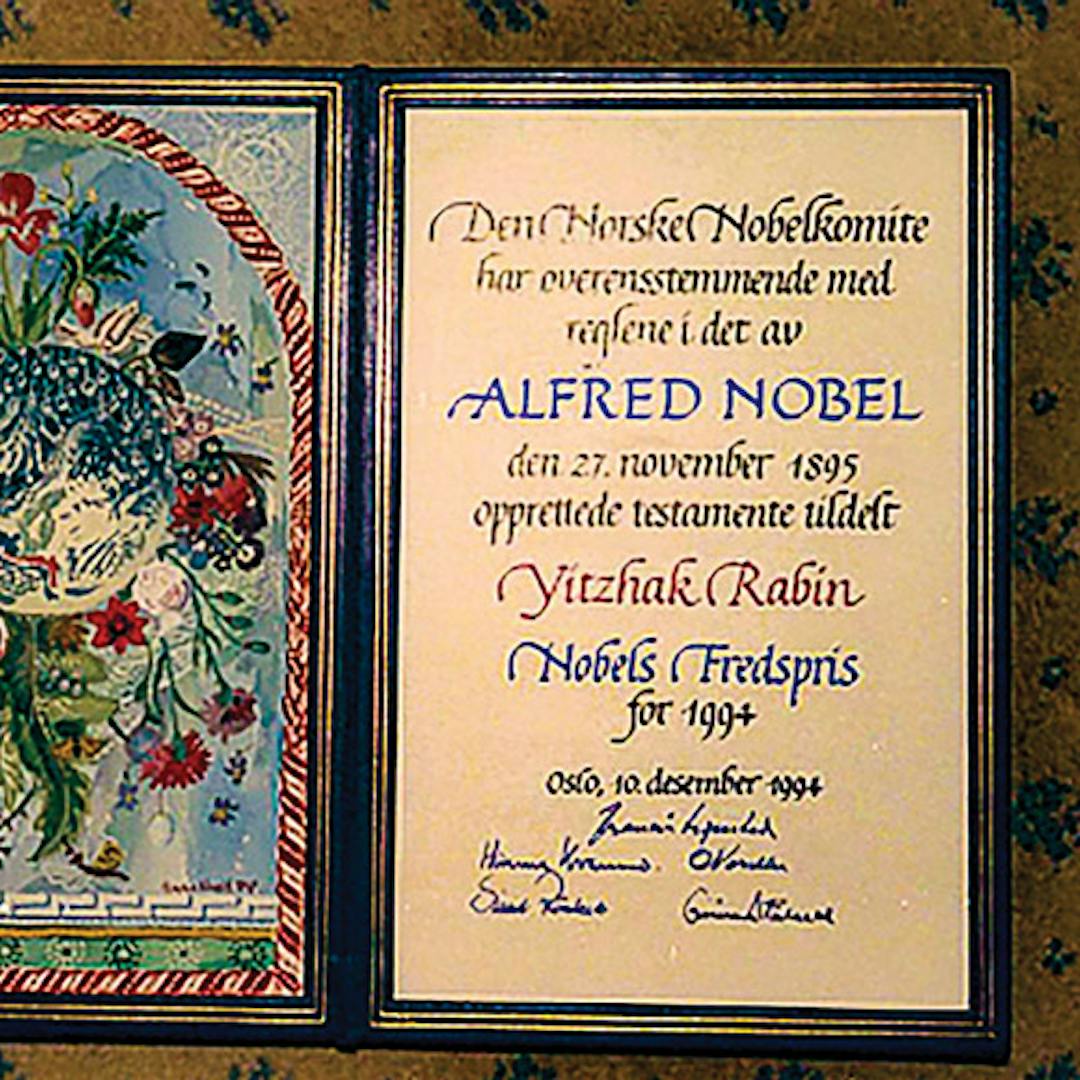 Den Norske Nobelkomite
har overensstemmende med
reglene i det av
ALFRED NOBEL
den 27. november 1895
opprettede testamente tildelt
Yitzhak Rabin
Nobels Fredspris
for 1994
Oslo, 10. desember 1994